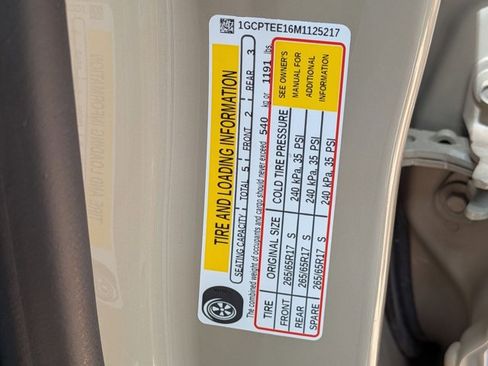 1GCPTEE16M1125217
TIRE AND LOADING INFORMATION
SEATING CAPACITY TOTAL 5 FRONT 2 REAR 3
The combined weight of occupants and cargo should never exceed 540 kg or 1191 lbs
TIRE ORIGINAL SIZE COLD TIRE PRESSURE
FRONT 265/65R17 S 240 kPa, 35 PSI
REAR 265/65R17 S 240 kPa, 35 PSI
SPARE 265/65R17 S 240 kPa, 35 PSI
SEE OWNER'S
MANUAL FOR
ADDITIONAL
INFORMATION